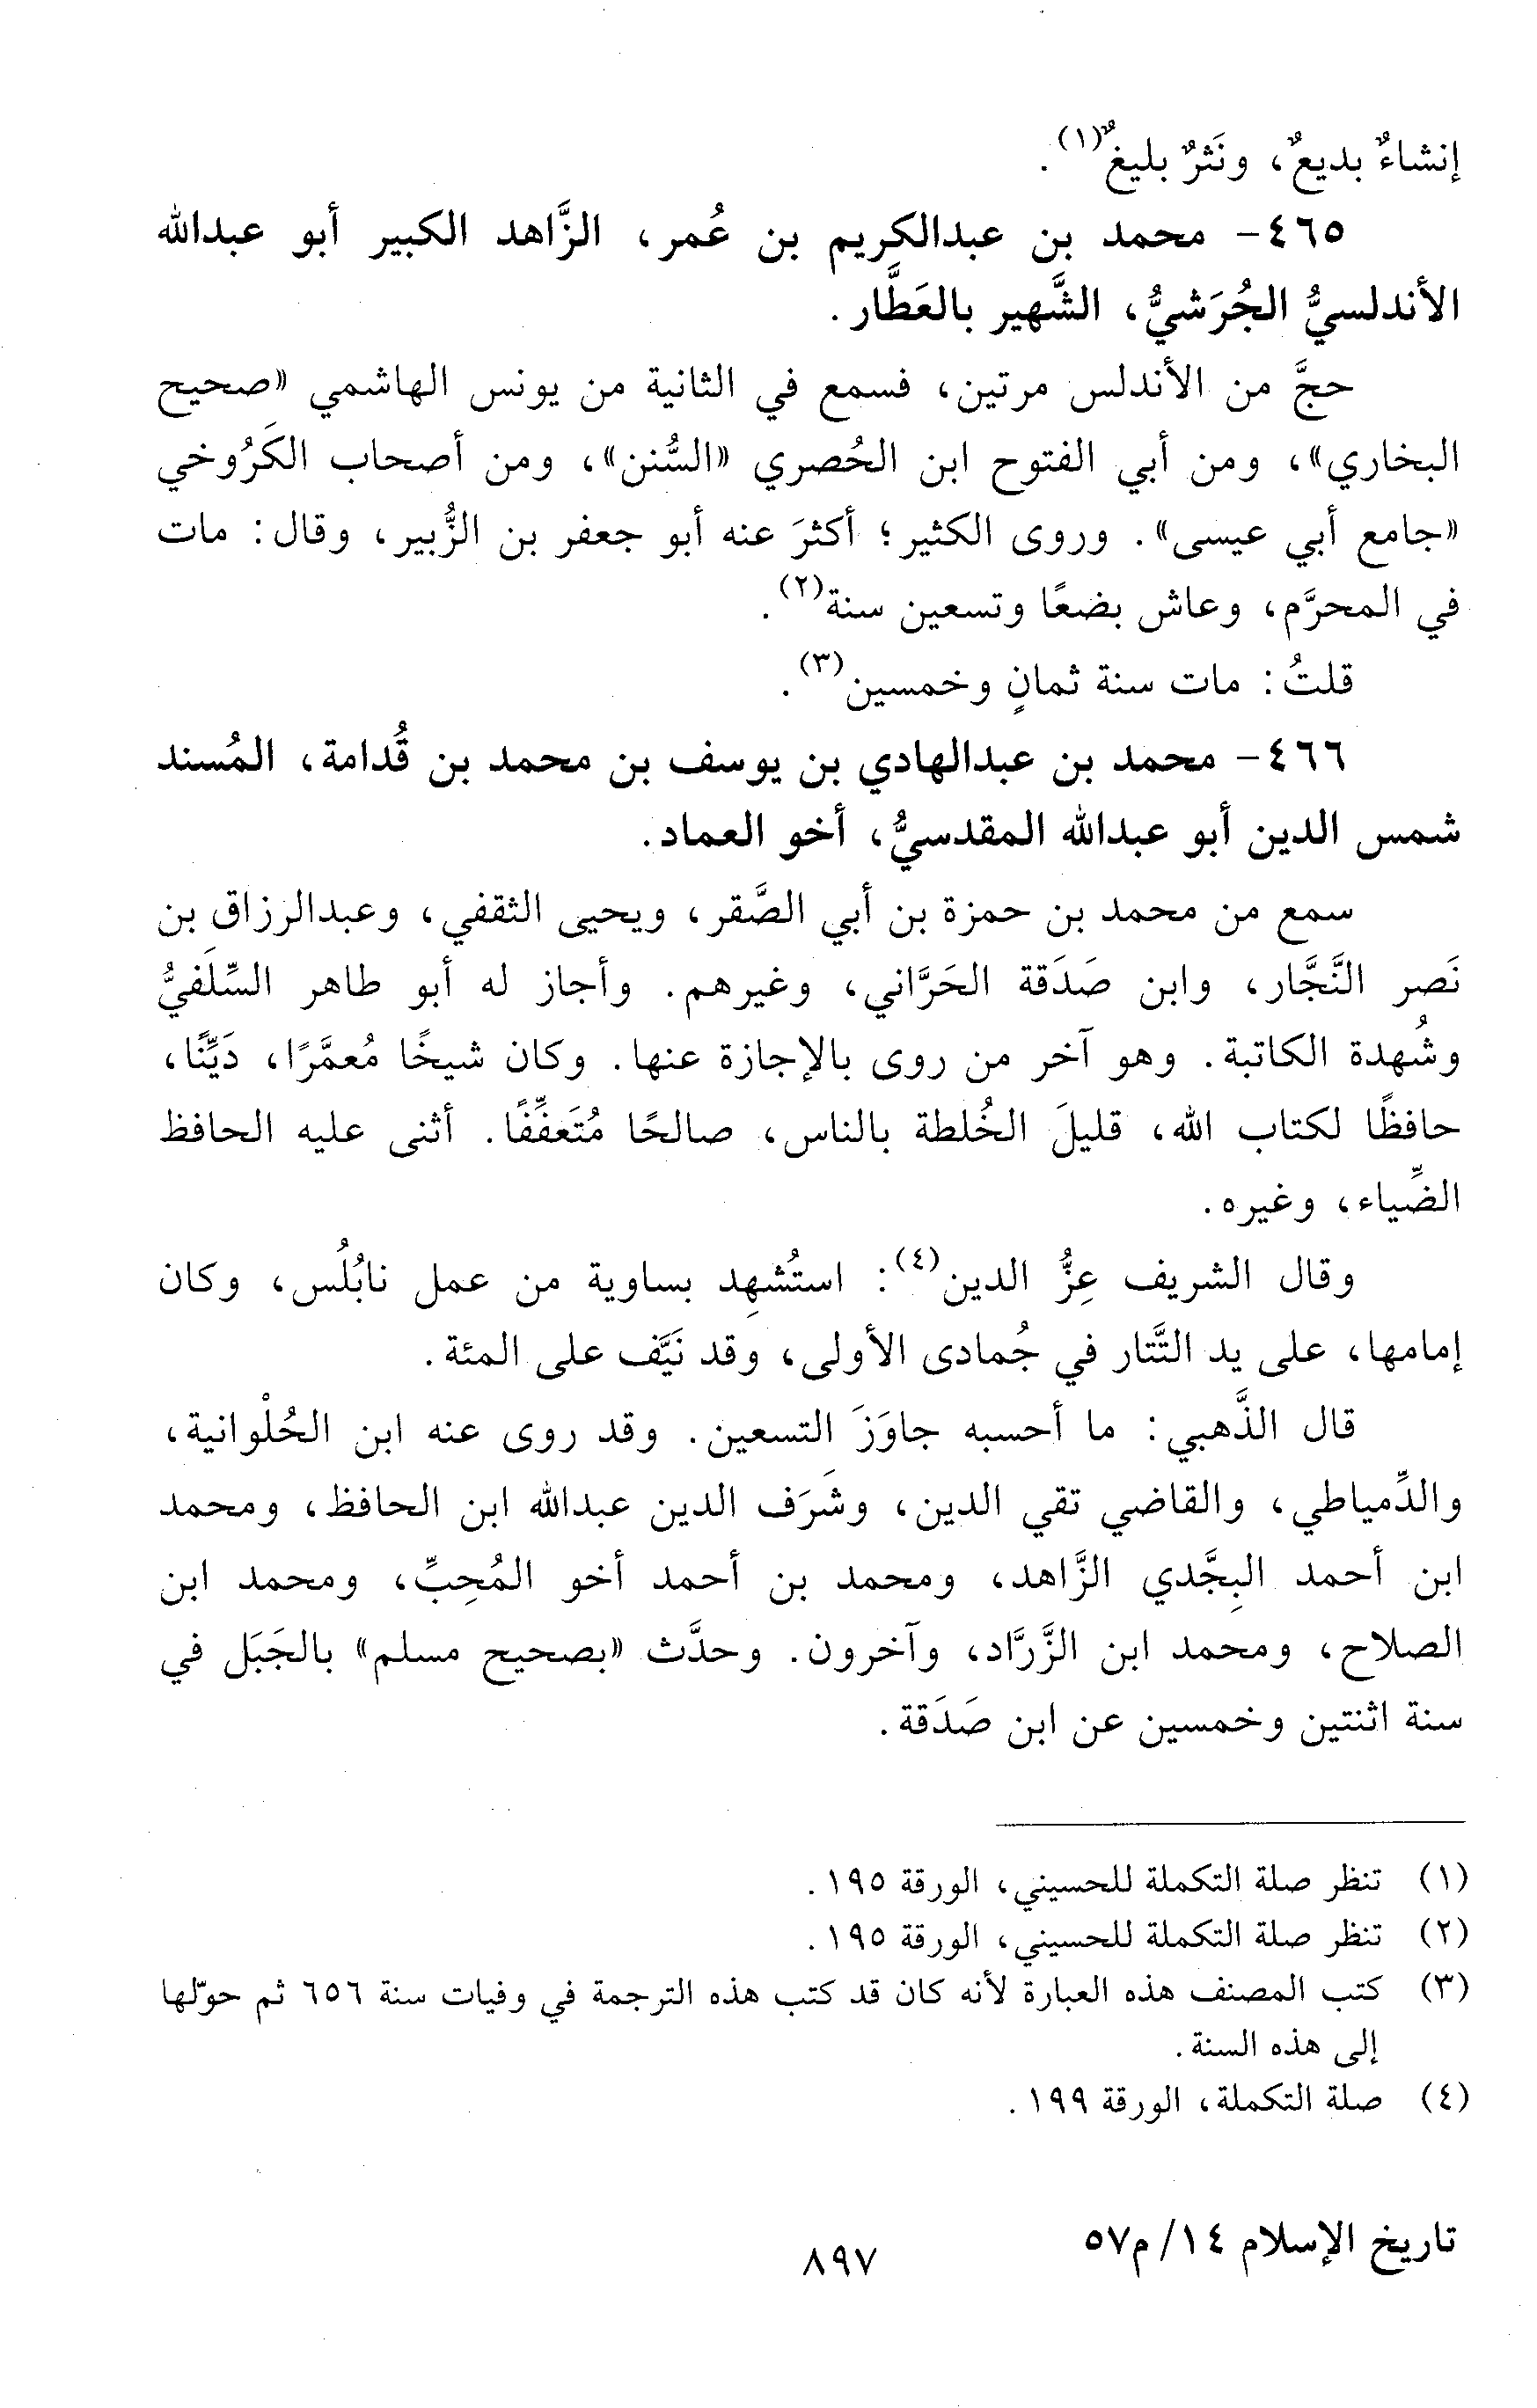 إنشاءٌ بديعٌ، ونَثرٌ بليغٌ(١).
٤٦٥- محمد بن عبدالكريم بن عُمر، الزَّاهد الكبير أبو عبدالله
الأندلسيُّ الجُرَشيُّ، الشَّهير بالعَطَّار.
حجَّ من الأندلس مرتين، فسمع في الثانية من يونس الهاشمي «صحيح
البخاري»، ومن أبي الفتوح ابن الحُصري «السُّنن»، ومن أصحاب الكَرُوخي
«جامع أبي عيسى». وروى الكثير؛ أكثرَ عنه أبو جعفر بن الزُّبير، وقال: مات
في المحرَّم، وعاش بضعًا وتسعين سنة(٢).
قلتُ: مات سنة ثمانٍ وخمسين(٣).
٤٦٦- محمد بن عبدالهادي بن يوسف بن محمد بن قُدامة، المُسند
شمس الدين أبو عبدالله المقدسيُّ، أخو العماد.
سمع من محمد بن حمزة بن أبي الصَّقر، ويحيى الثقفي، وعبدالرزاق بن
نَصر النَّجَّار، وابن صَدَقة الحَرَّاني، وغيرهم. وأجاز له أبو طاهر السِّلَفيُّ
وشُهدة الكاتبة. وهو آخر من روى بالإجازة عنها. وكان شيخًا مُعمَّرًا، دَيِّنًا،
حافظًا لكتاب الله، قليلَ الخُلطة بالناس، صالحًا مُتَعفِّفًا. أثنى عليه الحافظ
الضِّياء، وغيره.
وقال الشريف عِزُّ الدين(٤): استُشهِد بساوية من عمل نابُلُس، وكان
إمامها، على يد التَّتار في جُمادى الأولى، وقد نَيَّف على المئة.
قال الذَّهبي: ما أحسبه جاوَزَ التسعين. وقد روى عنه ابن الحُلْوانية،
والدِّمياطي، والقاضي تقي الدين، وشَرَف الدين عبدالله ابن الحافظ، ومحمد
ابن أحمد البِجَّدي الزَّاهد، ومحمد بن أحمد أخو المُحِبِّ، ومحمد ابن
الصلاح، ومحمد ابن الزَّرَّاد، وآخرون. وحدَّث «بصحيح مسلم» بالجَبَل في
سنة اثنتين وخمسين عن ابن صَدَقة.
(١) تنظر صلة التكملة للحسيني، الورقة ١٩٥.
(٢) تنظر صلة التكملة للحسيني، الورقة ١٩٥.
(٣) كتب المصنف هذه العبارة لأنه كان قد كتب هذه الترجمة في وفيات سنة ٦٥٦ ثم حوّلها
إلى هذه السنة.
(٤) صلة التكملة، الورقة ١٩٩.
تاريخ الإسلام ١٤/ م٥٧
٨٩٧